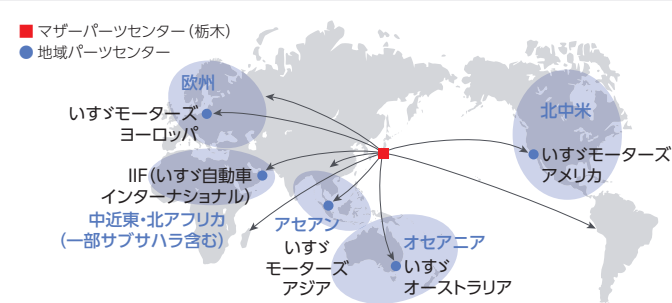 マザーパーツセンター（栃木）
地域パーツセンター
欧州
いすゞモーターズ
ヨーロッパ
北中米
いすゞモーターズ
アメリカ
IIF（いすゞ自動車
インターナショナル）
中近東・北アフリカ
（一部サブサハラ含む）
アセアン
いすゞ
モーターズ
アジア
オセアニア
いすゞ
オーストラリア